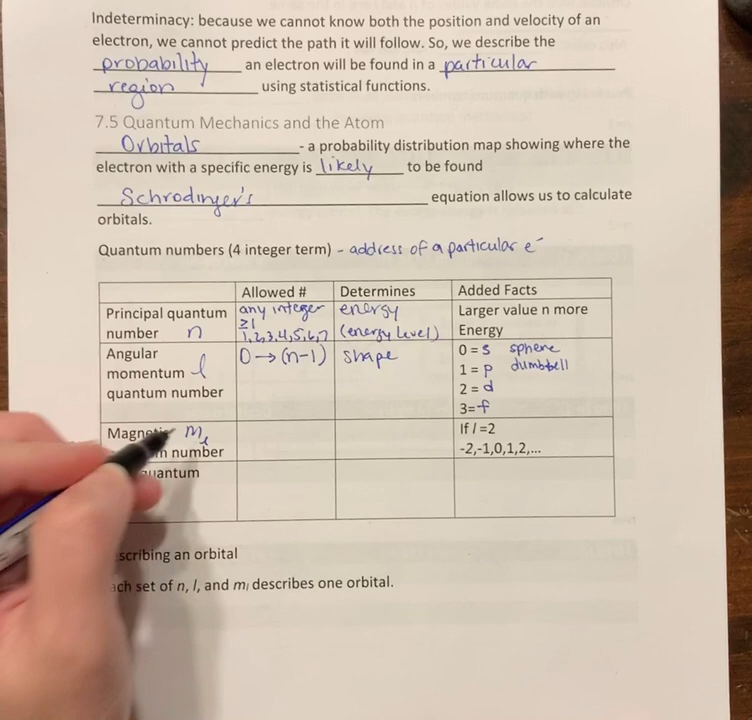 Indeterminacy: because we cannot know both the position and velocity of an
electron, we cannot predict the path it will follow. So, we describe the
probability an electron will be found in a particular
region using statistical functions.
7.5 Quantum Mechanics and the Atom
Orbitals - a probability distribution map showing where the
electron with a specific energy is likely to be found
Schrodinger's equation allows us to calculate
orbitals.
Quantum numbers (4 integer term) - address of a particular e⁻
Allowed # Determines Added Facts
Principal quantum any integer energy Larger value n more
number n ≥1 (energy level) Energy
1,2,3,4,5,6,7
Angular 0→(n-1) shape 0 = s sphere
momentum l 1 = p dumbbell
quantum number 2 = d
3=f
mₗ If l =2
number -2,-1,0,1,2,...
an orbital
set of n, l, and mₗ describes one orbital.